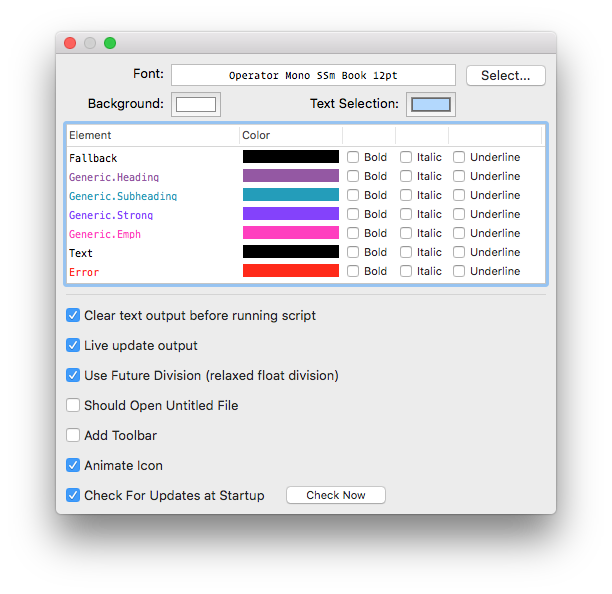 Font: Operator Mono SSm Book 12pt Select...
Background: Text Selection:
Element Color
Fallback Bold Italic Underline
Generic.Heading Bold Italic Underline
Generic.Subheading Bold Italic Underline
Generic.Strong Bold Italic Underline
Generic.Emph Bold Italic Underline
Text Bold Italic Underline
Error Bold Italic Underline
Clear text output before running script
Live update output
Use Future Division (relaxed float division)
Should Open Untitled File
Add Toolbar
Animate Icon
Check For Updates at Startup Check Now